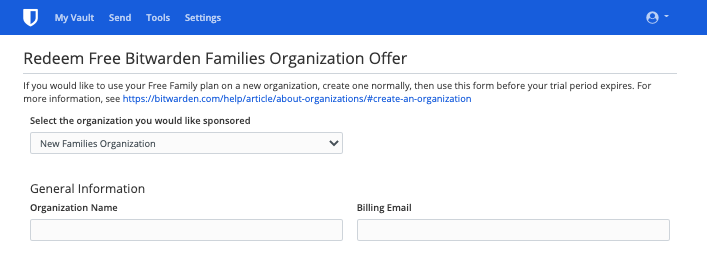 My Vault Send Tools Settings
Redeem Free Bitwarden Families Organization Offer
If you would like to use your Free Family plan on a new organization, create one normally, then use this form before your trial period expires. For
more information, see https://bitwarden.com/help/article/about-organizations/#create-an-organization
Select the organization you would like sponsored
New Families Organization
General Information
Organization Name Billing Email